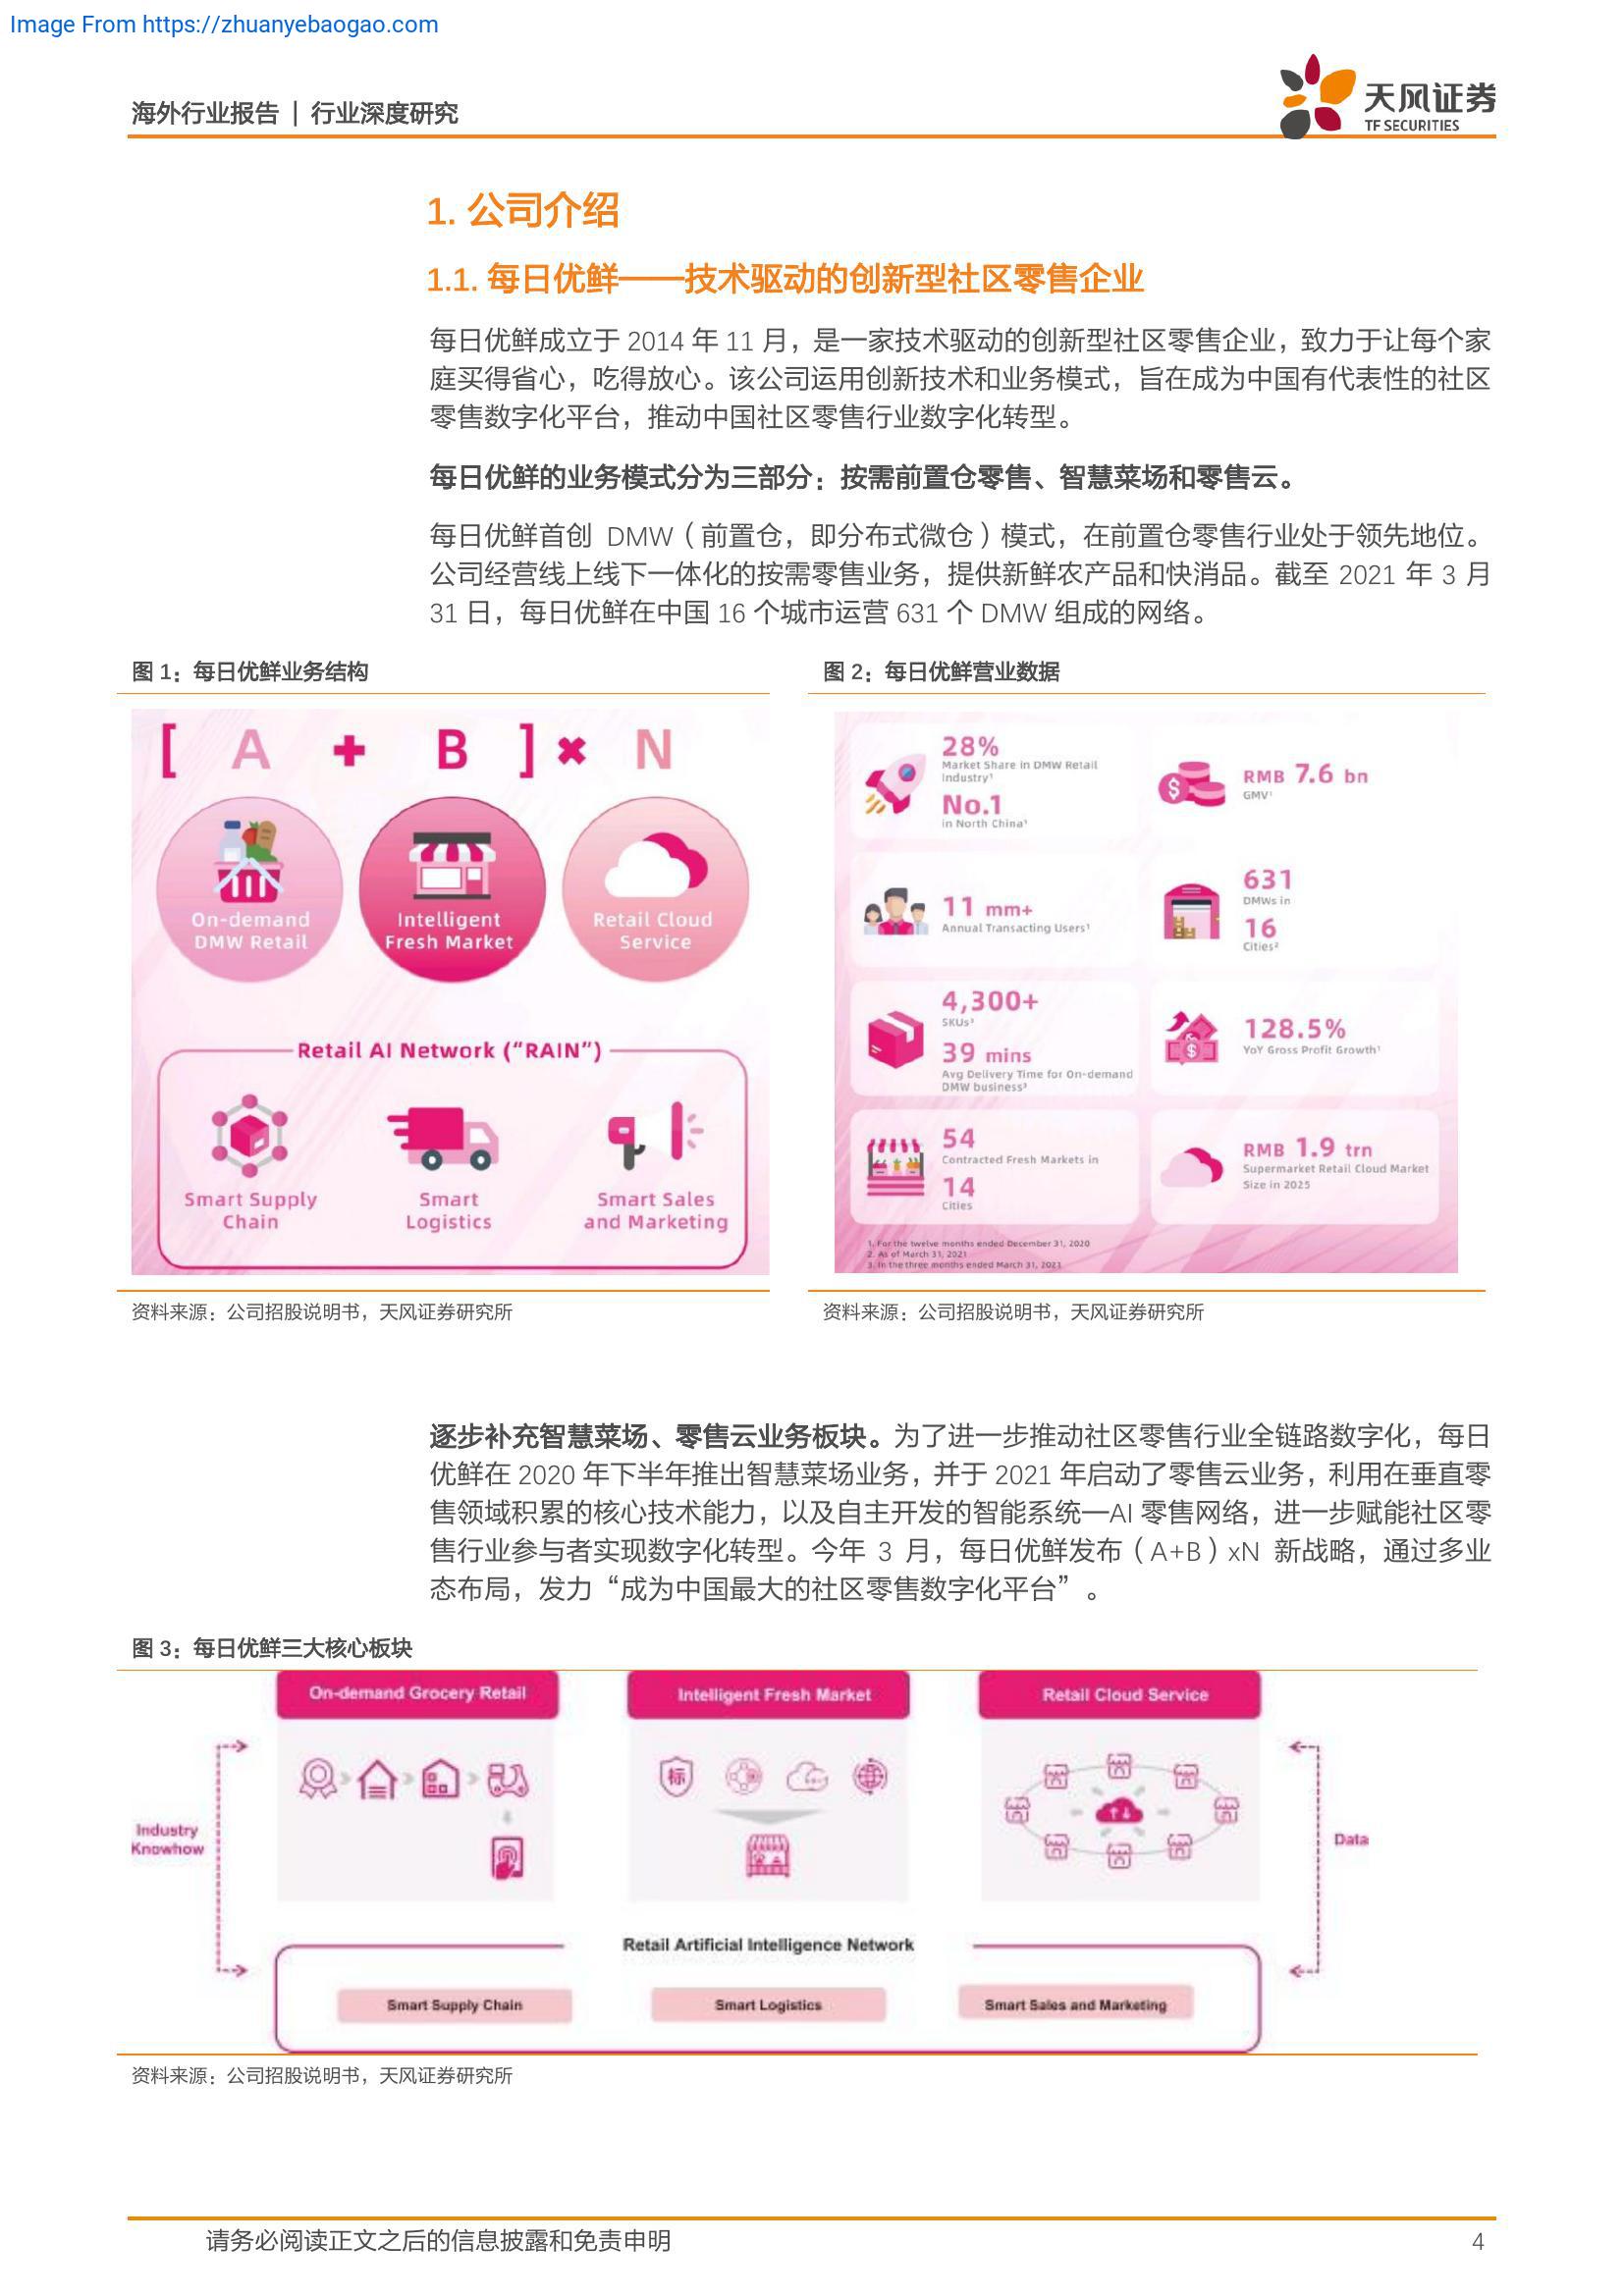 Image From https://zhuanyebaogao.com
海外行业报告 | 行业深度研究
天风证券
TF SECURITIES
1. 公司介绍
1.1. 每日优鲜——技术驱动的创新型社区零售企业
每日优鲜成立于 2014 年 11 月，是一家技术驱动的创新型社区零售企业，致力于让每个家
庭买得省心，吃得放心。该公司运用创新技术和业务模式，旨在成为中国有代表性的社区
零售数字化平台，推动中国社区零售行业数字化转型。
每日优鲜的业务模式分为三部分：按需前置仓零售、智慧菜场和零售云。
每日优鲜首创 DMW（前置仓，即分布式微仓）模式，在前置仓零售行业处于领先地位。
公司经营线上线下一体化的按需零售业务，提供新鲜农产品和快消品。截至 2021 年 3 月
31 日，每日优鲜在中国 16 个城市运营 631 个 DMW 组成的网络。
图 1：每日优鲜业务结构
[ A + B ] × N
On-demand
DMW Retail
Intelligent
Fresh Market
Retail Cloud
Service
Retail AI Network (“RAIN”)
Smart Supply
Chain
Smart
Logistics
Smart Sales
and Marketing
资料来源：公司招股说明书，天风证券研究所
图 2：每日优鲜营业数据
28%
Market Share in DMW Retail
Industry¹
No.1
in North China¹
RMB 7.6 bn
GMV¹
11 mm+
Annual Transacting Users¹
631
DMWs in
16
Cities²
4,300+
SKUs³
39 mins
Avg Delivery Time for On-demand
DMW business³
128.5%
YoY Gross Profit Growth¹
54
Contracted Fresh Markets in
14
Cities
RMB 1.9 trn
Supermarket Retail Cloud Market
Size in 2025
1. For the twelve months ended December 31, 2020
2. As of March 31, 2021
3. In the three months ended March 31, 2021
资料来源：公司招股说明书，天风证券研究所
逐步补充智慧菜场、零售云业务板块。为了进一步推动社区零售行业全链路数字化，每日
优鲜在 2020 年下半年推出智慧菜场业务，并于 2021 年启动了零售云业务，利用在垂直零
售领域积累的核心技术能力，以及自主开发的智能系统—AI 零售网络，进一步赋能社区零
售行业参与者实现数字化转型。今年 3 月，每日优鲜发布（A+B）xN 新战略，通过多业
态布局，发力“成为中国最大的社区零售数字化平台”。
图 3：每日优鲜三大核心板块
On-demand Grocery Retail
Intelligent Fresh Market
Retail Cloud Service
标
Industry
Knowhow
Data
Retail Artificial Intelligence Network
Smart Supply Chain
Smart Logistics
Smart Sales and Marketing
资料来源：公司招股说明书，天风证券研究所
请务必阅读正文之后的信息披露和免责申明
4